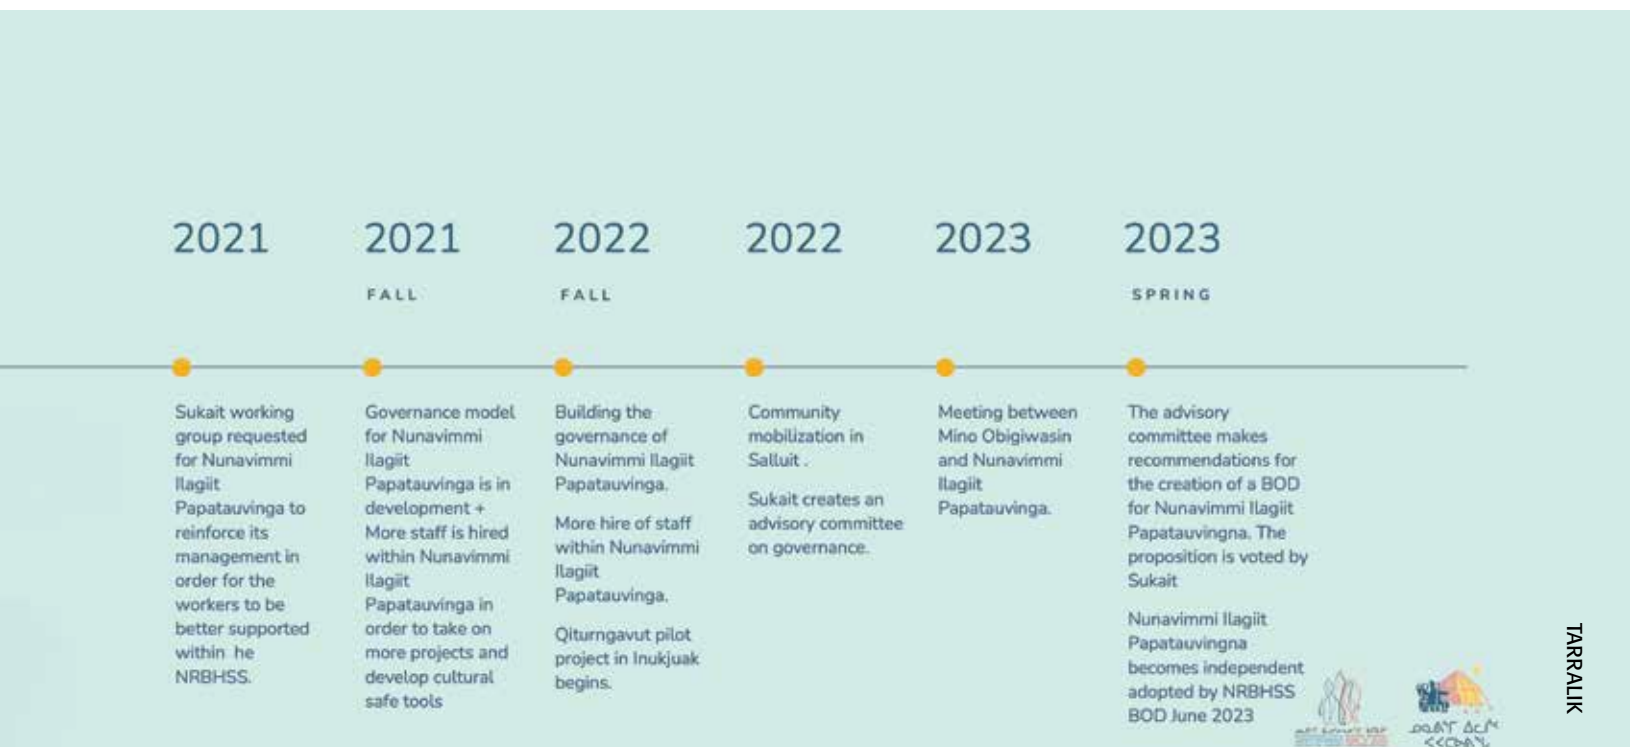 2021
Sukait working
group requested
for Nunavimmi
Ilagiit
Papatauvinga to
reinforce its
management in
order for the
workers to be
better supported
within he
NRBHSS.
2021
FALL
Governance model
for Nunavimmi
Ilagiit
Papatauvinga is in
development +
More staff is hired
within Nunavimmi
Ilagiit
Papatauvinga in
order to take on
more projects and
develop cultural
safe tools
2022
FALL
Building the
governance of
Nunavimmi Ilagiit
Papatauvinga.
More hire of staff
within Nunavimmi
Ilagiit
Papatauvinga.
Qiturngavut pilot
project in Inukjuak
begins.
2022
Community
mobilization in
Salluit .
Sukait creates an
advisory committee
on governance.
2023
Meeting between
Mino Obigiwasin
and Nunavimmi
Ilagiit
Papatauvinga.
2023
SPRING
The advisory
committee makes
recommendations for
the creation of a BOD
for Nunavimmi Ilagiit
Papatauvingna. The
proposition is voted by
Sukait
Nunavimmi Ilagiit
Papatauvingna
becomes independent
adopted by NRBHSS
BOD June 2023
TARRALIK